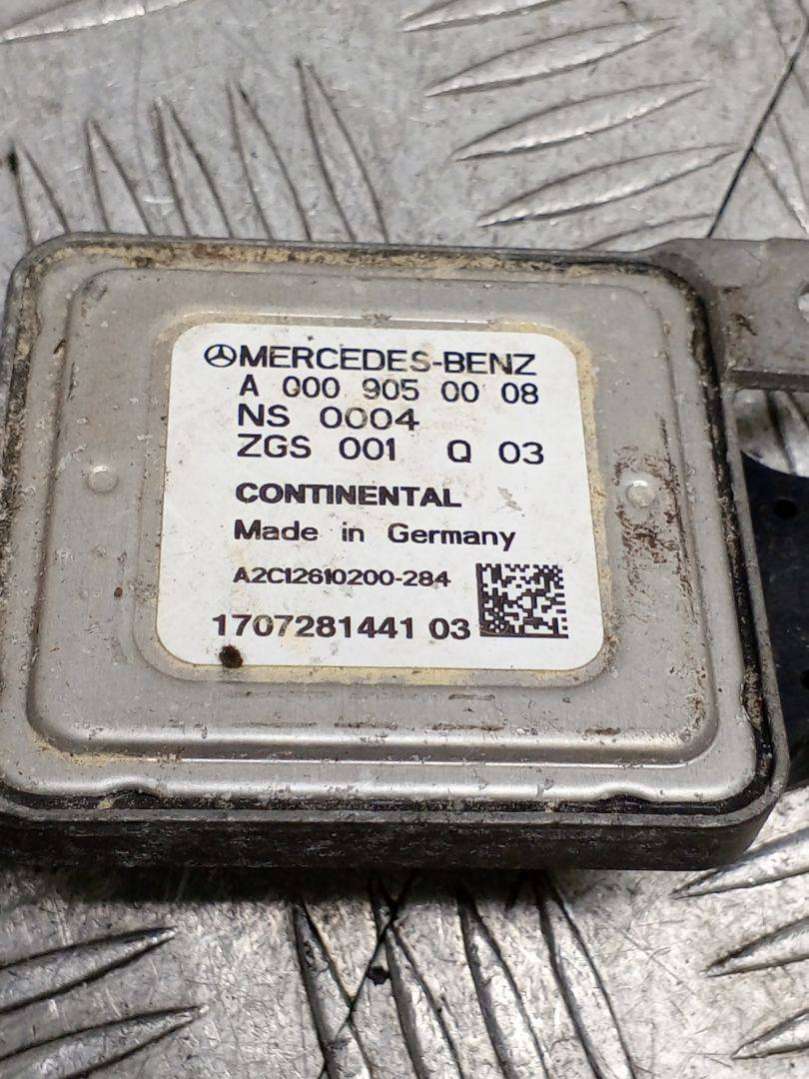 MERCEDES-BENZ
A 000 905 00 08
NS 0004
ZGS 001 Q 03
CONTINENTAL
Made in Germany
A2C12610200-284
1707281441 03